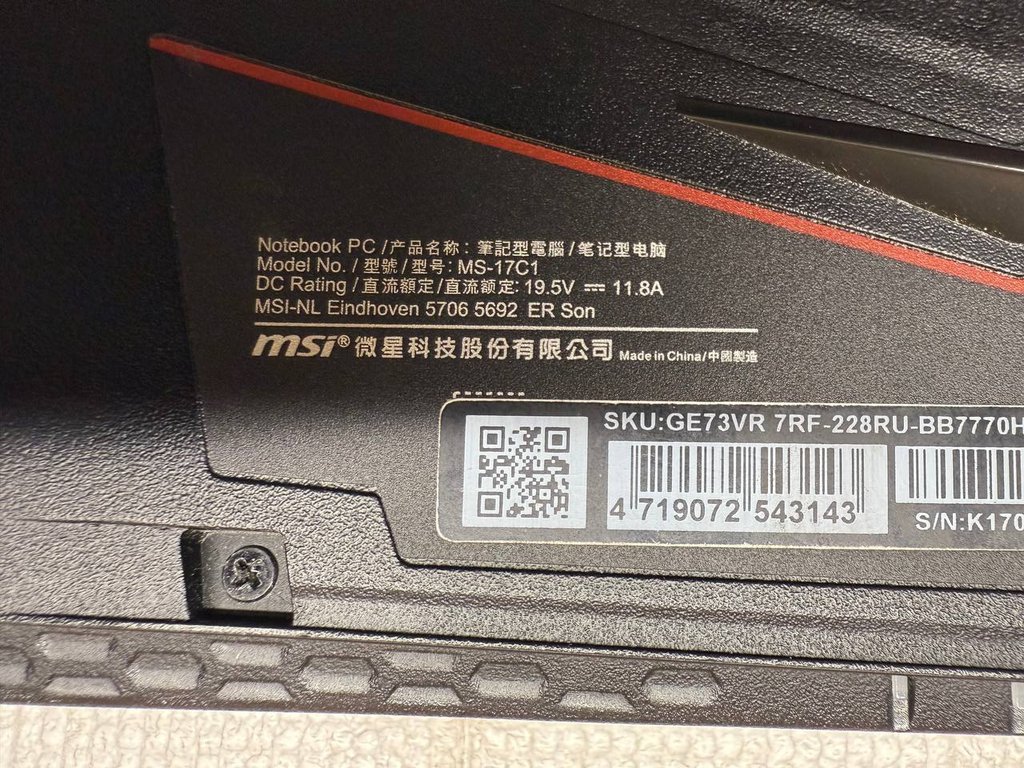 Notebook PC / 产品名称 : 筆記型電腦 / 笔记型电脑
Model No. / 型號 / 型号: MS-17C1
DC Rating / 直流額定 / 直流额定: 19.5V ⎓ 11.8A
MSI-NL Eindhoven 5706 5692 ER Son
msi® 微星科技股份有限公司 Made in China/中國製造
SKU:GE73VR 7RF-228RU-BB7770H
4 719072 543143
S/N:K170